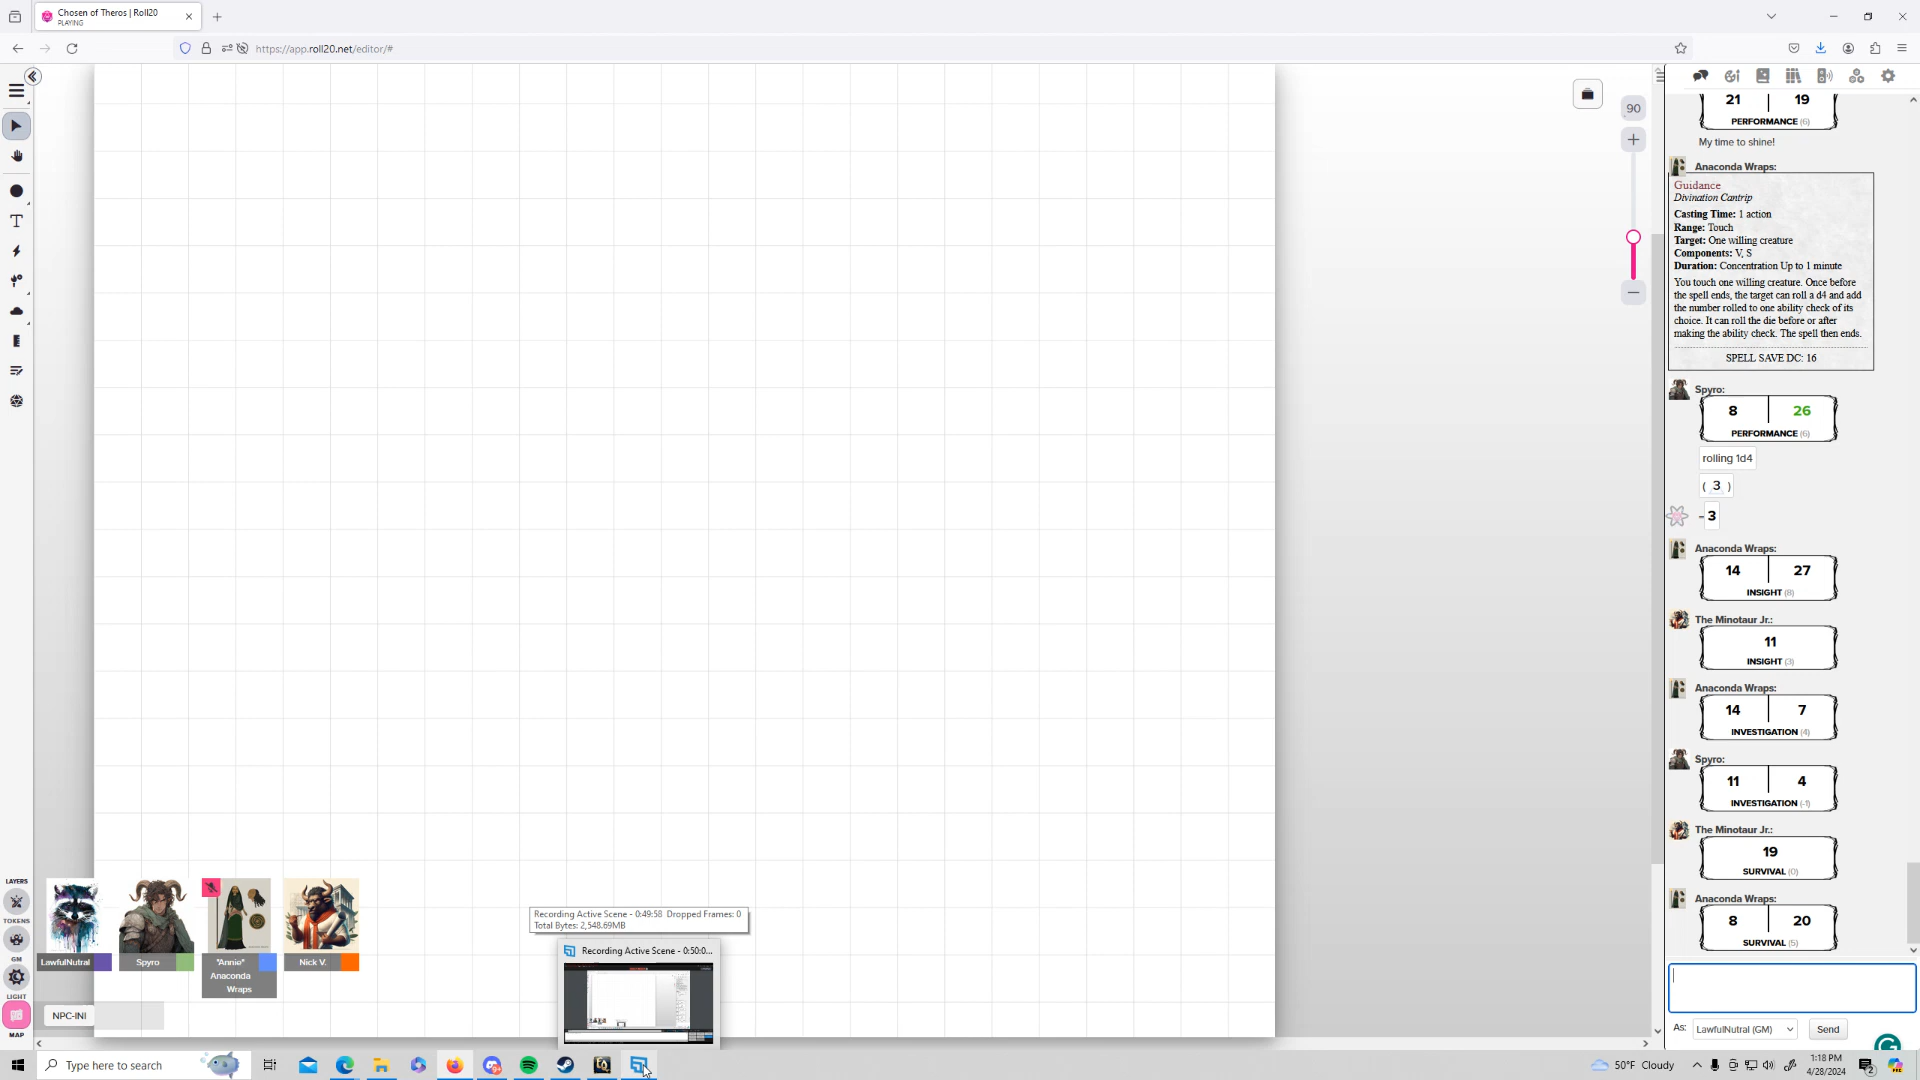 Chosen of Theros | Roll20
PLAYING
https://app.roll20.net/editor/#
90
21 19
PERFORMANCE (6)
My time to shine!
Anaconda Wraps:
Guidance
Divination Cantrip
Casting Time: 1 action
Range: Touch
Target: One willing creature
Components: V, S
Duration: Concentration Up to 1 minute
You touch one willing creature. Once before
the spell ends, the target can roll a d4 and add
the number rolled to one ability check of its
choice. It can roll the die before or after
making the ability check. The spell then ends.
SPELL SAVE DC: 16
Spyro:
8 26
PERFORMANCE (6)
rolling 1d4
( 3 )
=3
Anaconda Wraps:
14 27
INSIGHT (8)
The Minotaur Jr.:
11
INSIGHT (3)
Anaconda Wraps:
14 7
INVESTIGATION (4)
Spyro:
11 4
INVESTIGATION (-1)
The Minotaur Jr.:
19
SURVIVAL (0)
Anaconda Wraps:
8 20
SURVIVAL (5)
As: LawfulNutral (GM) Send
LAYERS
TOKENS
GM
LIGHT
MAP
LawfulNutral
Spyro
"Annie"
Anaconda
Wraps
Nick V.
NPC-INI
Recording Active Scene - 0:49:58 Dropped Frames: 0
Total Bytes: 2,548.69MB
Recording Active Scene - 0:50:0...
Type here to search
50°F Cloudy
1:18 PM
4/28/2024
2